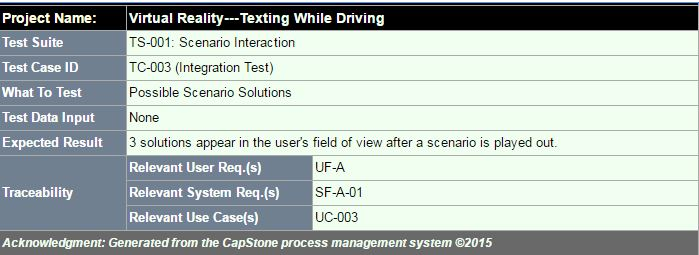 Project Name: Virtual Reality---Texting While Driving
Test Suite TS-001: Scenario Interaction
Test Case ID TC-003 (Integration Test)
What To Test Possible Scenario Solutions
Test Data Input None
Expected Result 3 solutions appear in the user's field of view after a scenario is played out.
Traceability
Relevant User Req.(s) UF-A
Relevant System Req.(s) SF-A-01
Relevant Use Case(s) UC-003
Acknowledgment: Generated from the CapStone process management system ©2015